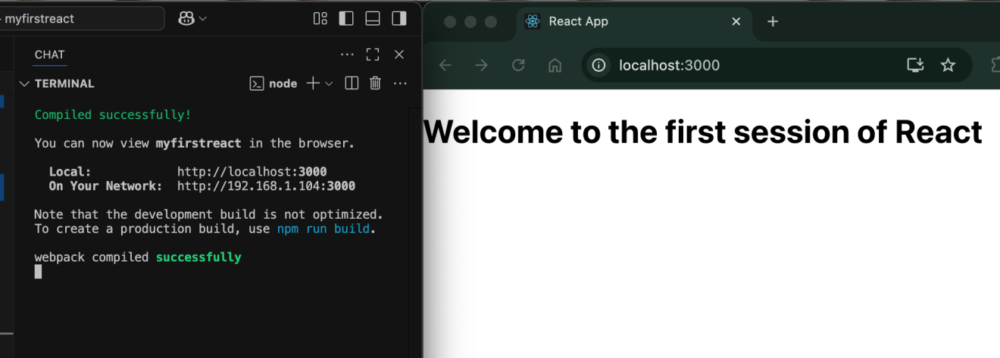 myfirstreact
CHAT
TERMINAL
node
Compiled successfully!
You can now view myfirstreact in the browser.
Local: http://localhost:3000
On Your Network: http://192.168.1.104:3000
Note that the development build is not optimized.
To create a production build, use npm run build.
webpack compiled successfully
React App
localhost:3000
Welcome to the first session of React